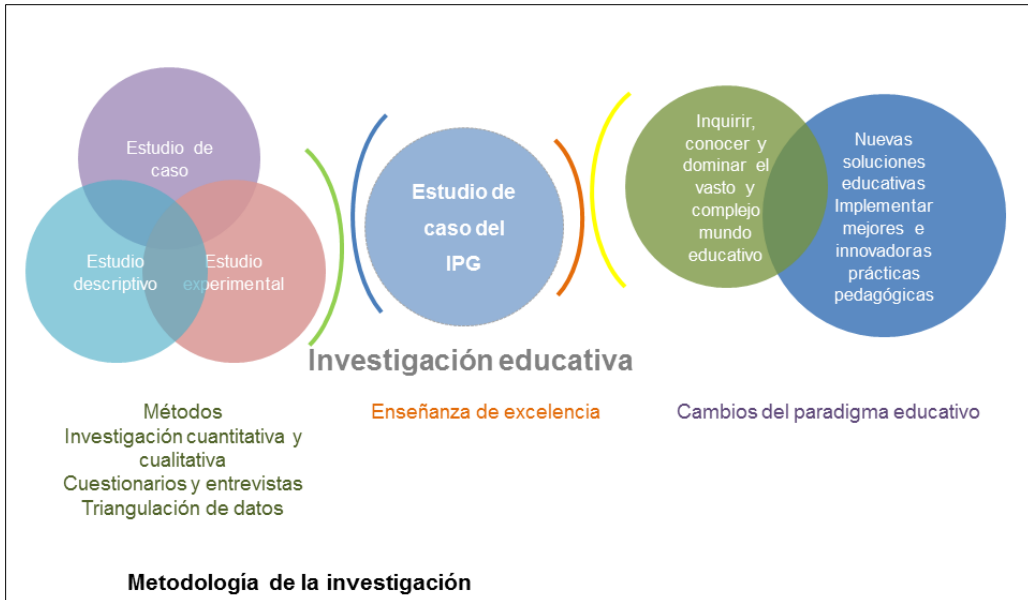 Estudio de
caso
Estudio
descriptivo
Estudio
experimental
Estudio de
caso del
IPG
Inquirir,
conocer y
dominar el
vasto y
complejo
mundo
educativo
Nuevas
soluciones
educativas
Implementar
mejores e
innovadoras
prácticas
pedagógicas
Investigación educativa
Métodos
Investigación cuantitativa y
cualitativa
Cuestionarios y entrevistas
Triangulación de datos
Enseñanza de excelencia
Cambios del paradigma educativo
Metodología de la investigación